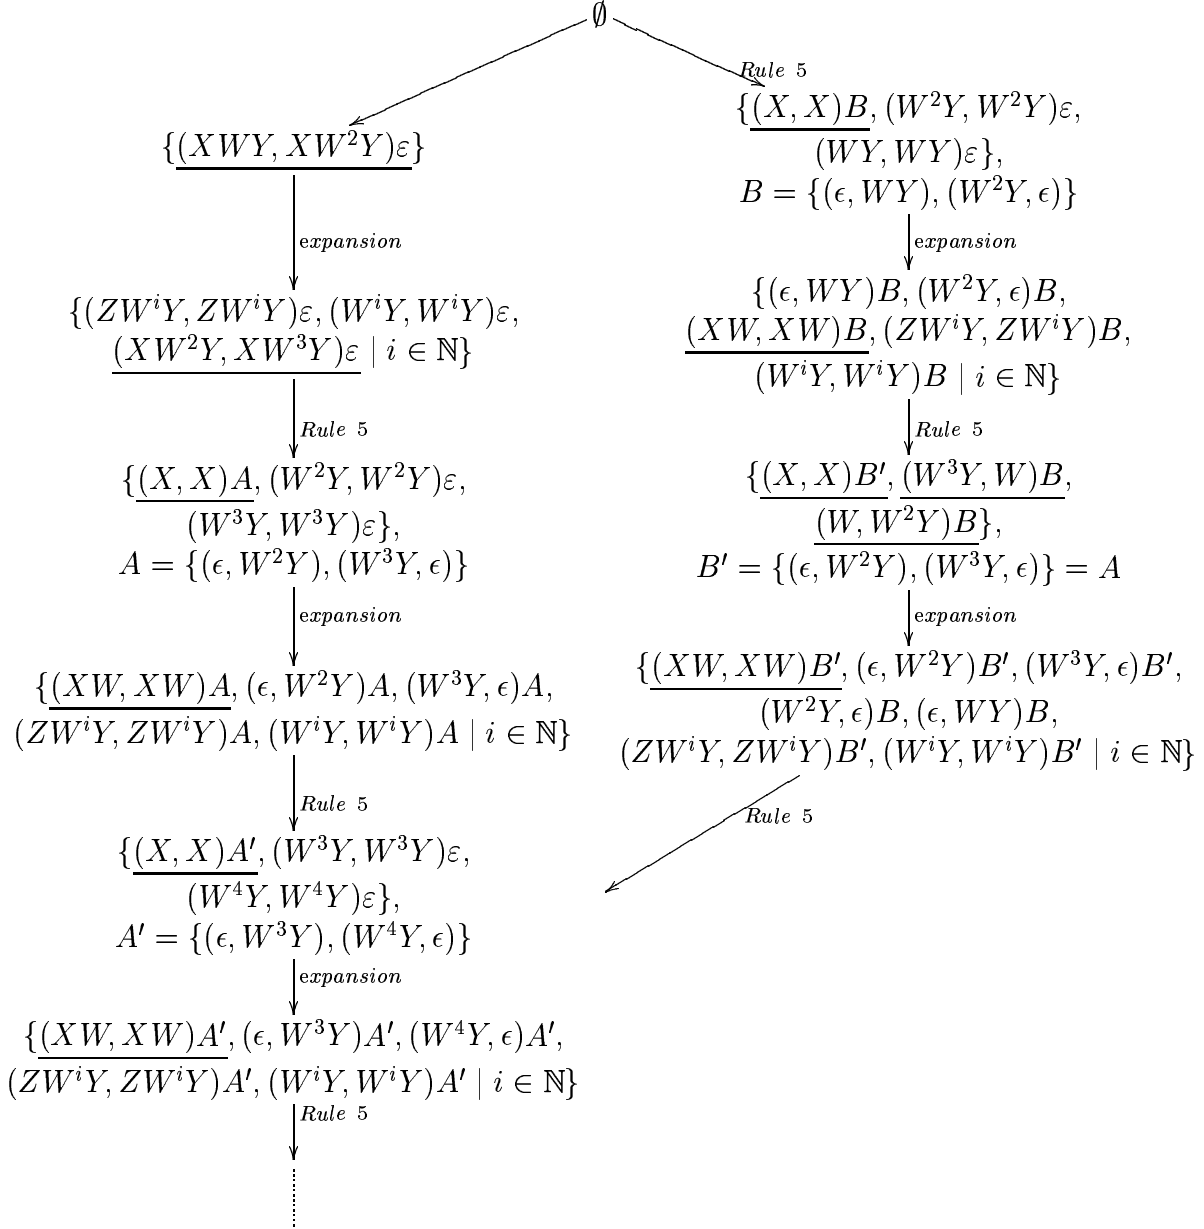 ∅
{(XWY, XW²Y)ε}
expansion
{(ZWⁱY, ZWⁱY)ε, (WⁱY, WⁱY)ε,
(XW²Y, XW³Y)ε | i ∈ ℕ}
Rule 5
{(X, X)A, (W²Y, W²Y)ε,
(W³Y, W³Y)ε},
A = {(ϵ, W²Y), (W³Y, ϵ)}
expansion
{(XW, XW)A, (ϵ, W²Y)A, (W³Y, ϵ)A,
(ZWⁱY, ZWⁱY)A, (WⁱY, WⁱY)A | i ∈ ℕ}
Rule 5
{(X, X)A′, (W³Y, W³Y)ε,
(W⁴Y, W⁴Y)ε},
A′ = {(ϵ, W³Y), (W⁴Y, ϵ)}
expansion
{(XW, XW)A′, (ϵ, W³Y)A′, (W⁴Y, ϵ)A′,
(ZWⁱY, ZWⁱY)A′, (WⁱY, WⁱY)A′ | i ∈ ℕ}
Rule 5
Rule 5
{(X, X)B, (W²Y, W²Y)ε,
(WY, WY)ε},
B = {(ϵ, WY), (W²Y, ϵ)}
expansion
{(ϵ, WY)B, (W²Y, ϵ)B,
(XW, XW)B, (ZWⁱY, ZWⁱY)B,
(WⁱY, WⁱY)B | i ∈ ℕ}
Rule 5
{(X, X)B′, (W³Y, W)B,
(W, W²Y)B},
B′ = {(ϵ, W²Y), (W³Y, ϵ)} = A
expansion
{(XW, XW)B′, (ϵ, W²Y)B′, (W³Y, ϵ)B′,
(W²Y, ϵ)B, (ϵ, WY)B,
(ZWⁱY, ZWⁱY)B′, (WⁱY, WⁱY)B′ | i ∈ ℕ}
Rule 5